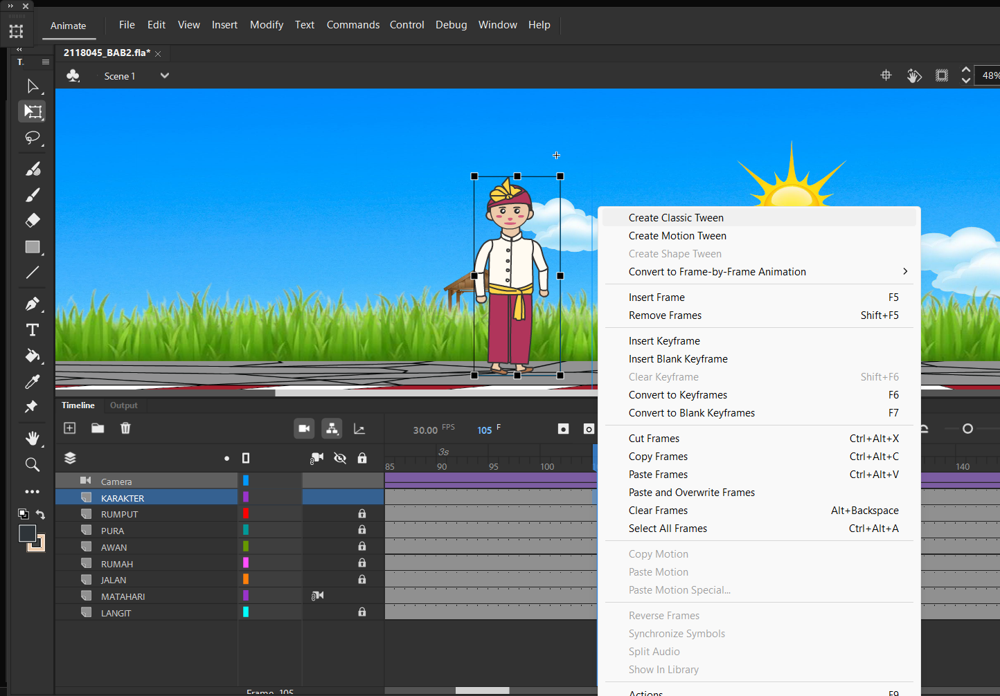 Animate File Edit View Insert Modify Text Commands Control Debug Window Help
2118045_BAB2.fla*
T.
Scene 1
48%
Create Classic Tween
Create Motion Tween
Create Shape Tween
Convert to Frame-by-Frame Animation
Insert Frame F5
Remove Frames Shift+F5
Insert Keyframe
Insert Blank Keyframe
Clear Keyframe Shift+F6
Convert to Keyframes F6
Convert to Blank Keyframes F7
Cut Frames Ctrl+Alt+X
Copy Frames Ctrl+Alt+C
Paste Frames Ctrl+Alt+V
Paste and Overwrite Frames
Clear Frames Alt+Backspace
Select All Frames Ctrl+Alt+A
Copy Motion
Paste Motion
Paste Motion Special...
Reverse Frames
Synchronize Symbols
Split Audio
Show In Library
Actions F9
Timeline Output
30.00 FPS 105 F
3s
85 90 95 100 140
Camera
KARAKTER
RUMPUT
PURA
AWAN
RUMAH
JALAN
MATAHARI
LANGIT
Frame 105